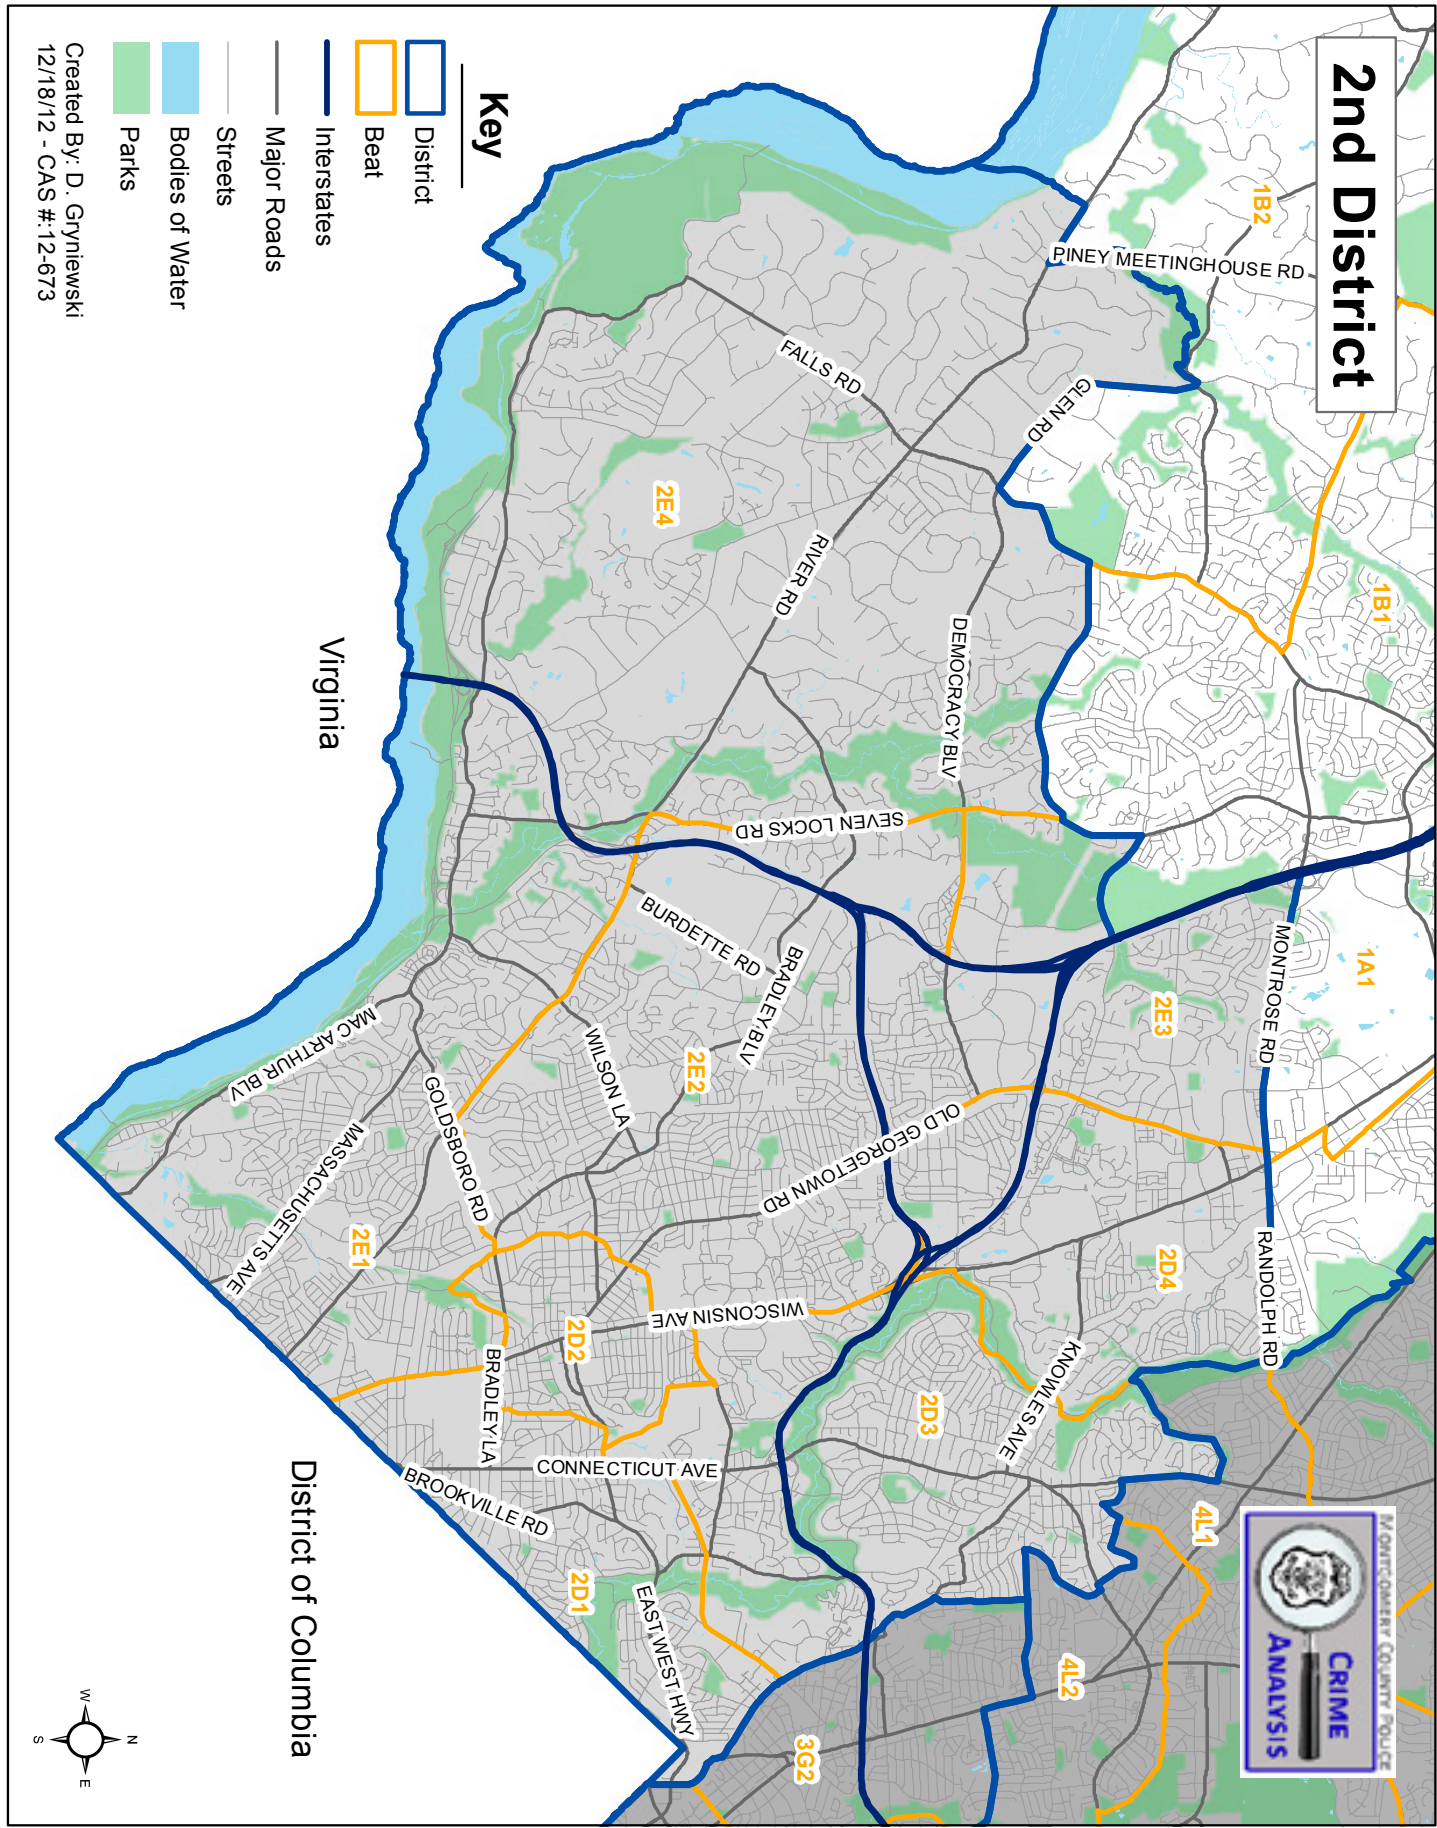 2nd District
Key
District
Beat
Interstates
Major Roads
Streets
Bodies of Water
Parks
Created By: D. Gryniewski
12/18/12 - CAS #:12-673
MONTGOMERY COUNTY POLICE
CRIME
ANALYSIS
1B2
1B1
1A1
PINEY MEETINGHOUSE RD
GLEN RD
FALLS RD
2E4
RIVER RD
DEMOCRACY BLV
SEVEN LOCKS RD
MONTROSE RD
2E3
BURDETTE RD
BRADLEY BLV
2E2
WILSON LA
OLD GEORGETOWN RD
MAC ARTHUR BLV
GOLDSBORO RD
MASSACHUSETTS AVE
2E1
2D4
RANDOLPH RD
WISCONSIN AVE
2D2
BRADLEY LA
KNOWLES AVE
2D3
CONNECTICUT AVE
BROOKVILLE RD
2D1
EAST WEST HWY
4L1
4L2
3G2
Virginia
District of Columbia
N
W
E
S